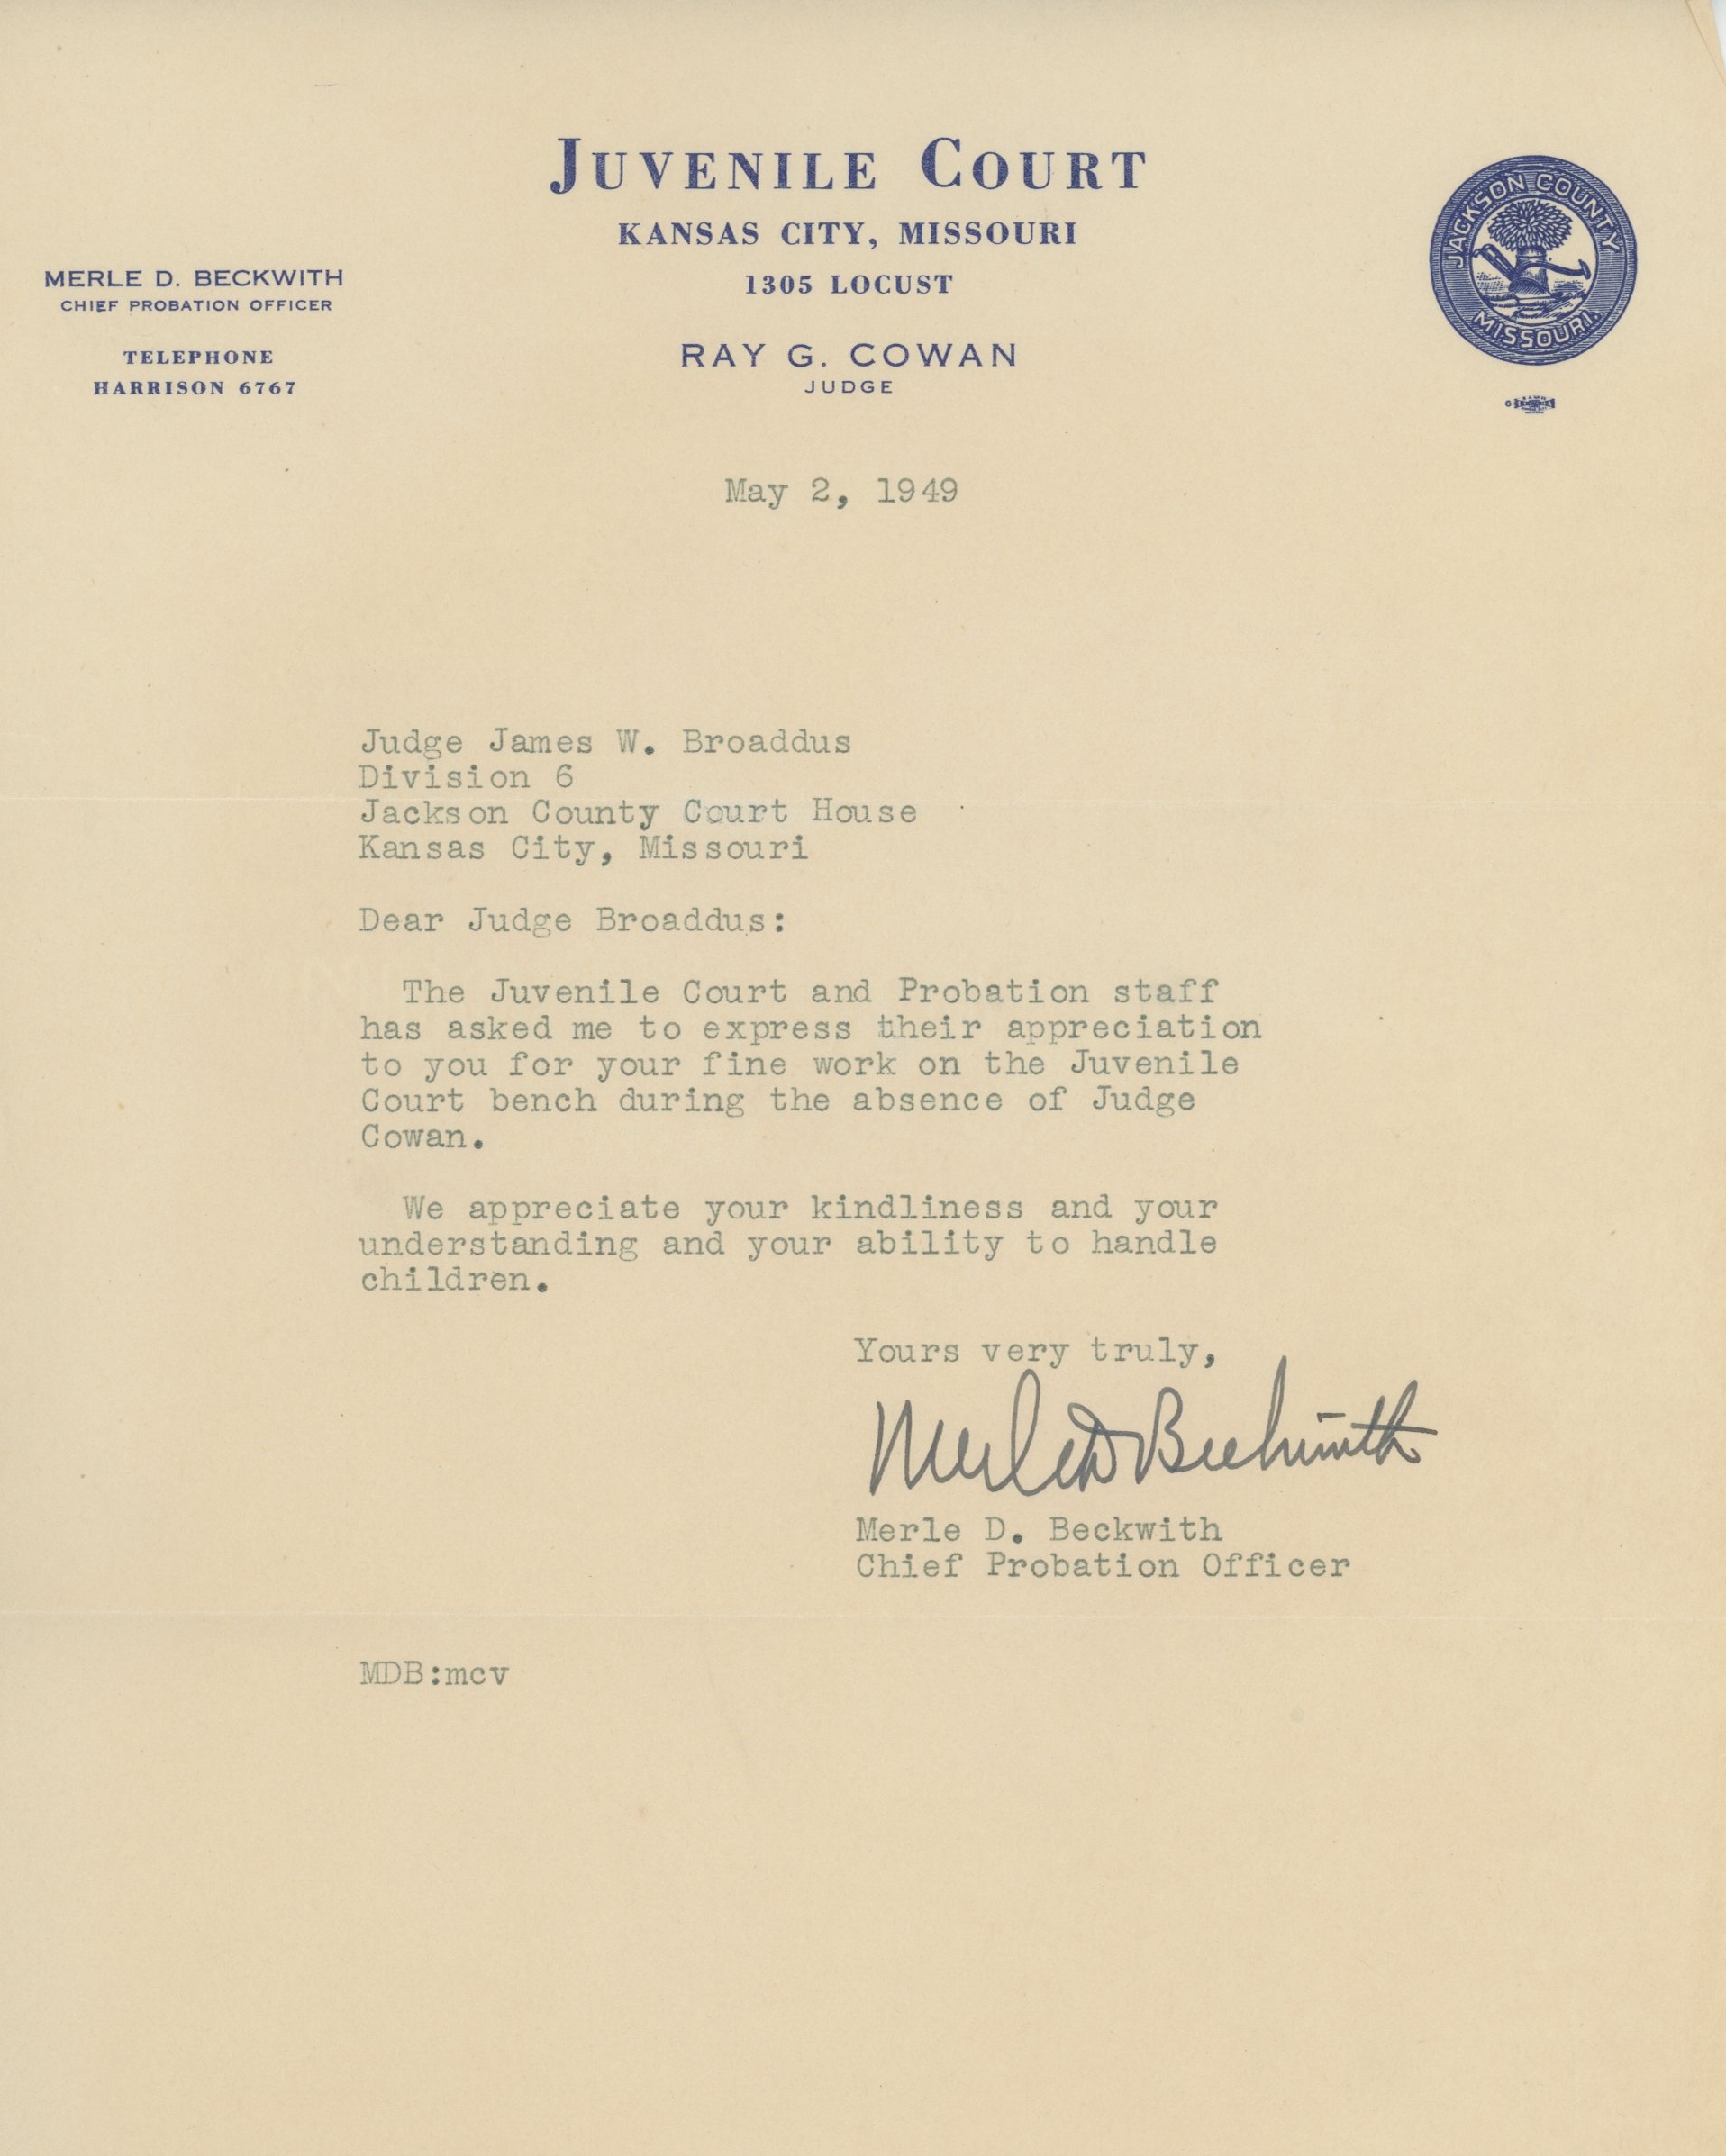 JUVENILE COURT
KANSAS CITY, MISSOURI
1305 LOCUST
RAY G. COWAN
JUDGE
MERLE D. BECKWITH
CHIEF PROBATION OFFICER
TELEPHONE
HARRISON 6767
JACKSON COUNTY
MISSOURI.
6
May 2, 1949
Judge James W. Broaddus
Division 6
Jackson County Court House
Kansas City, Missouri
Dear Judge Broaddus:
The Juvenile Court and Probation staff
has asked me to express their appreciation
to you for your fine work on the Juvenile
Court bench during the absence of Judge
Cowan.
We appreciate your kindliness and your
understanding and your ability to handle
children.
Yours very truly,
Merle D Beckwith
Merle D. Beckwith
Chief Probation Officer
MDB:mcv